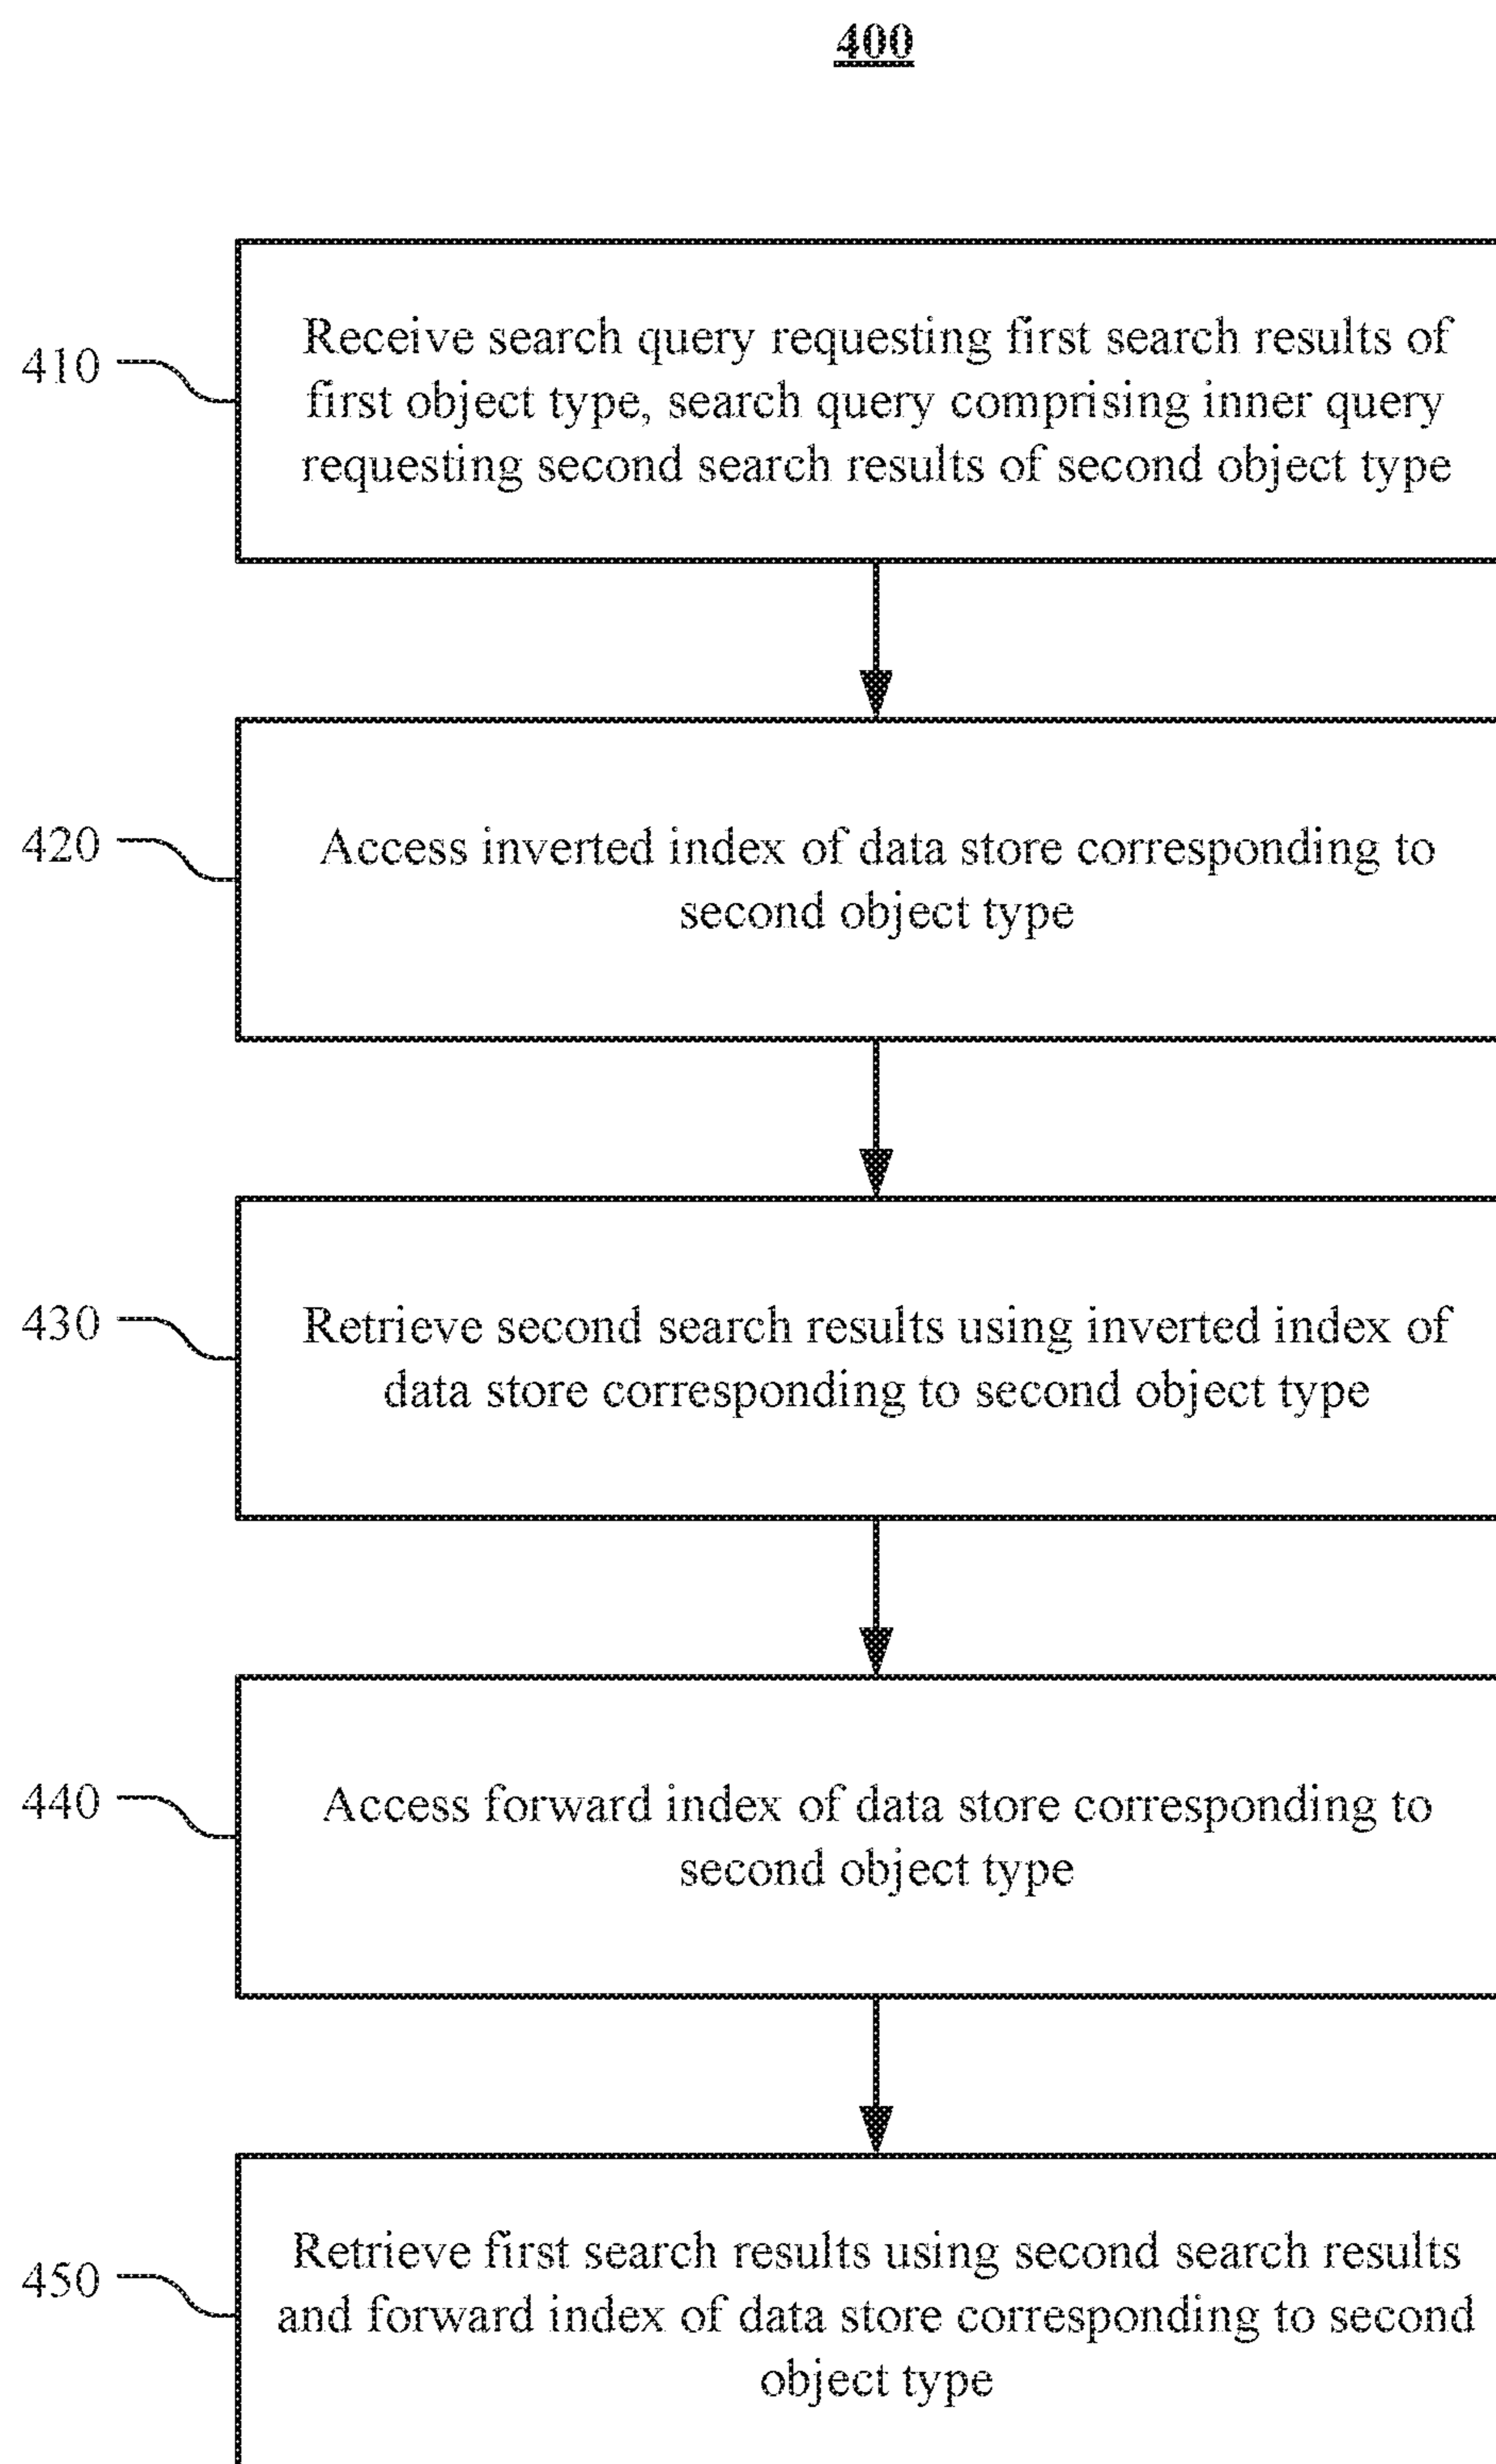 400
410
Receive search query requesting first search results of
first object type, search query comprising inner query
requesting second search results of second object type
420
Access inverted index of data store corresponding to
second object type
430
Retrieve second search results using inverted index of
data store corresponding to second object type
440
Access forward index of data store corresponding to
second object type
450
Retrieve first search results using second search results
and forward index of data store corresponding to second
object type